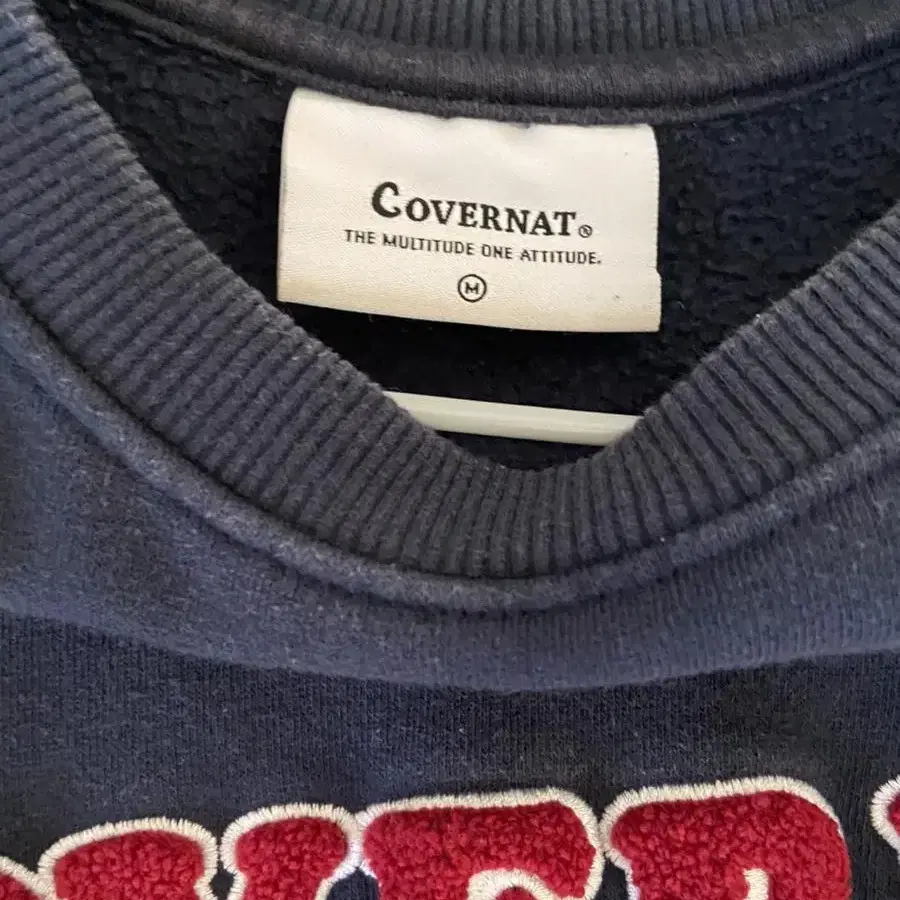 COVERNAT®
THE MULTITUDE ONE ATTITUDE.
M